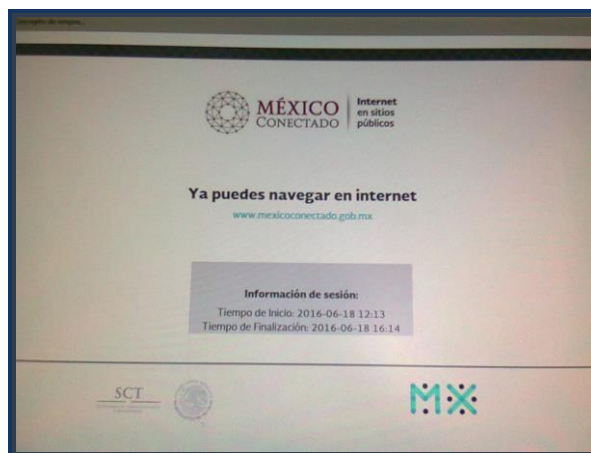 MÉXICO
CONECTADO
Internet
en sitios
públicos
Ya puedes navegar en internet
www.mexicoconectado.gob.mx
Información de sesión:
Tiempo de Inicio: 2016-06-18 12:13
Tiempo de Finalización: 2016-06-18 16:14
SCT
MX